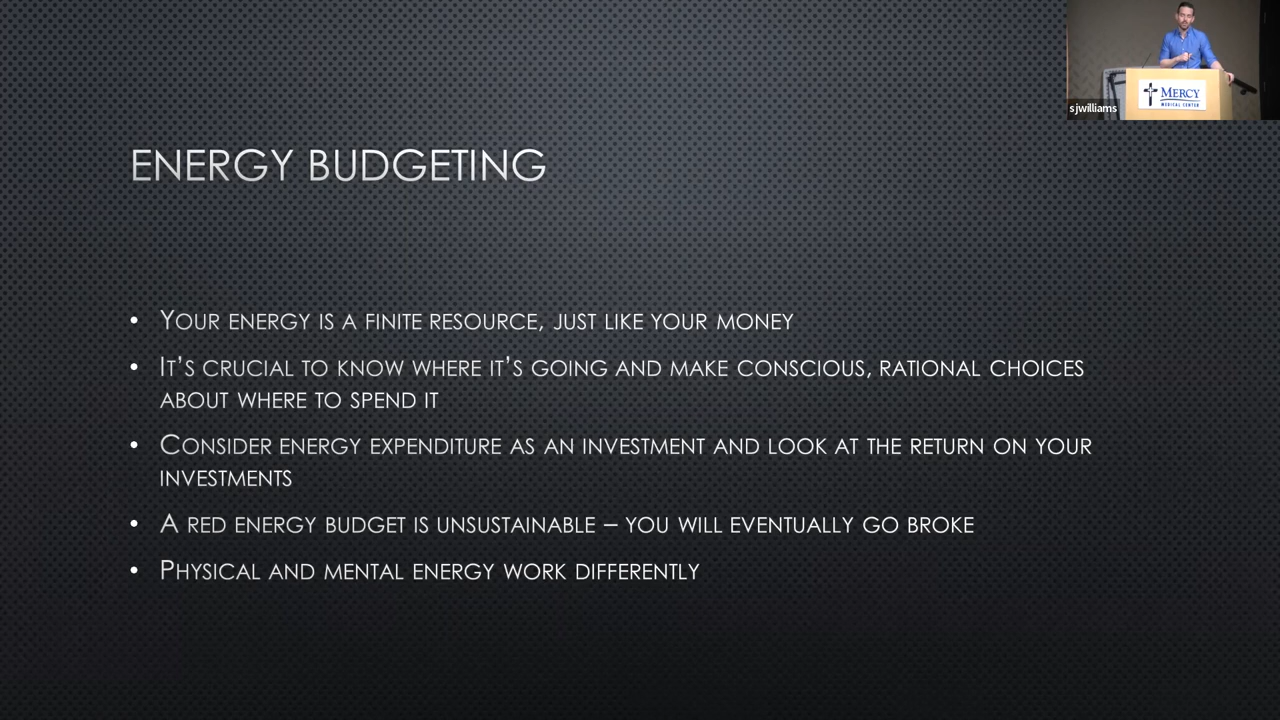 MERCY
MEDICAL CENTER
sjwilliams
ENERGY BUDGETING
• YOUR ENERGY IS A FINITE RESOURCE, JUST LIKE YOUR MONEY
• IT’S CRUCIAL TO KNOW WHERE IT’S GOING AND MAKE CONSCIOUS, RATIONAL CHOICES
ABOUT WHERE TO SPEND IT
• CONSIDER ENERGY EXPENDITURE AS AN INVESTMENT AND LOOK AT THE RETURN ON YOUR
INVESTMENTS
• A RED ENERGY BUDGET IS UNSUSTAINABLE – YOU WILL EVENTUALLY GO BROKE
• PHYSICAL AND MENTAL ENERGY WORK DIFFERENTLY